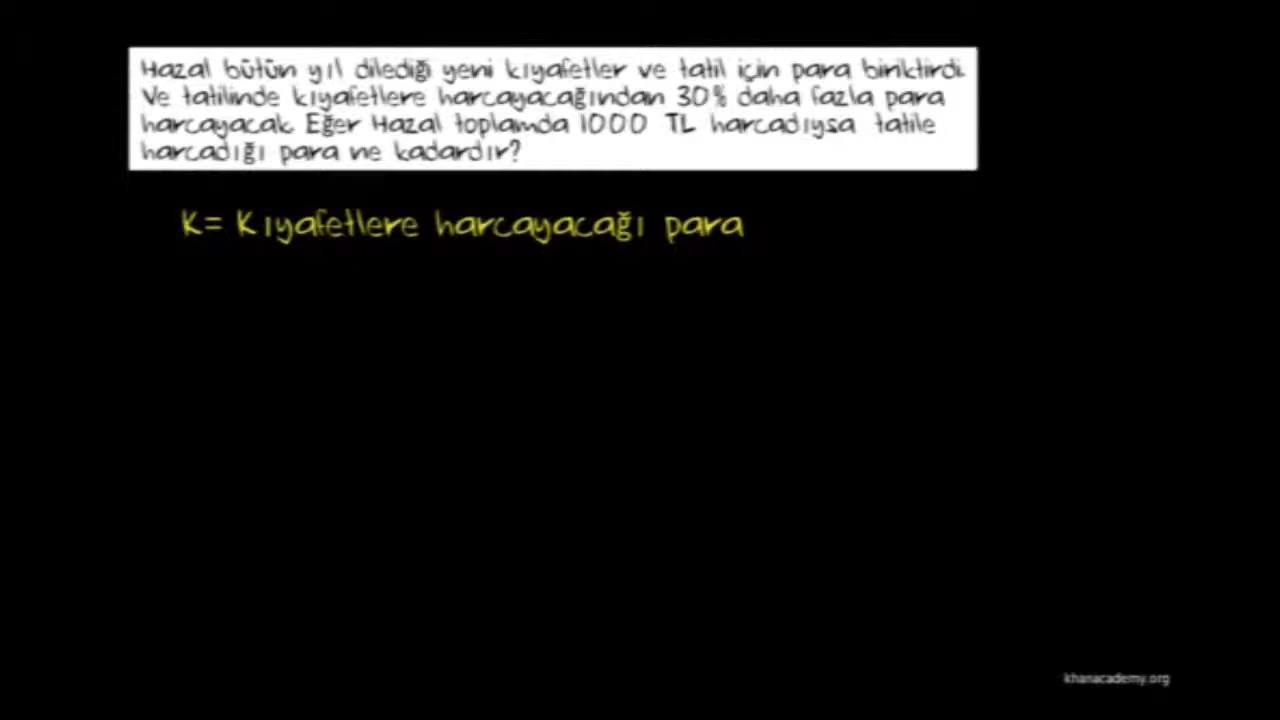 Hazal bütün yıl dilediği yeni kıyafetler ve tatil için para biriktirdi.
Ve tatilinde kıyafetlere harcayacağından 30% daha fazla para
harcayacak. Eğer Hazal toplamda 1000 TL harcadıysa tatile
harcadığı para ne kadardır?
K= Kıyafetlere harcayacağı para
khanacademy.org